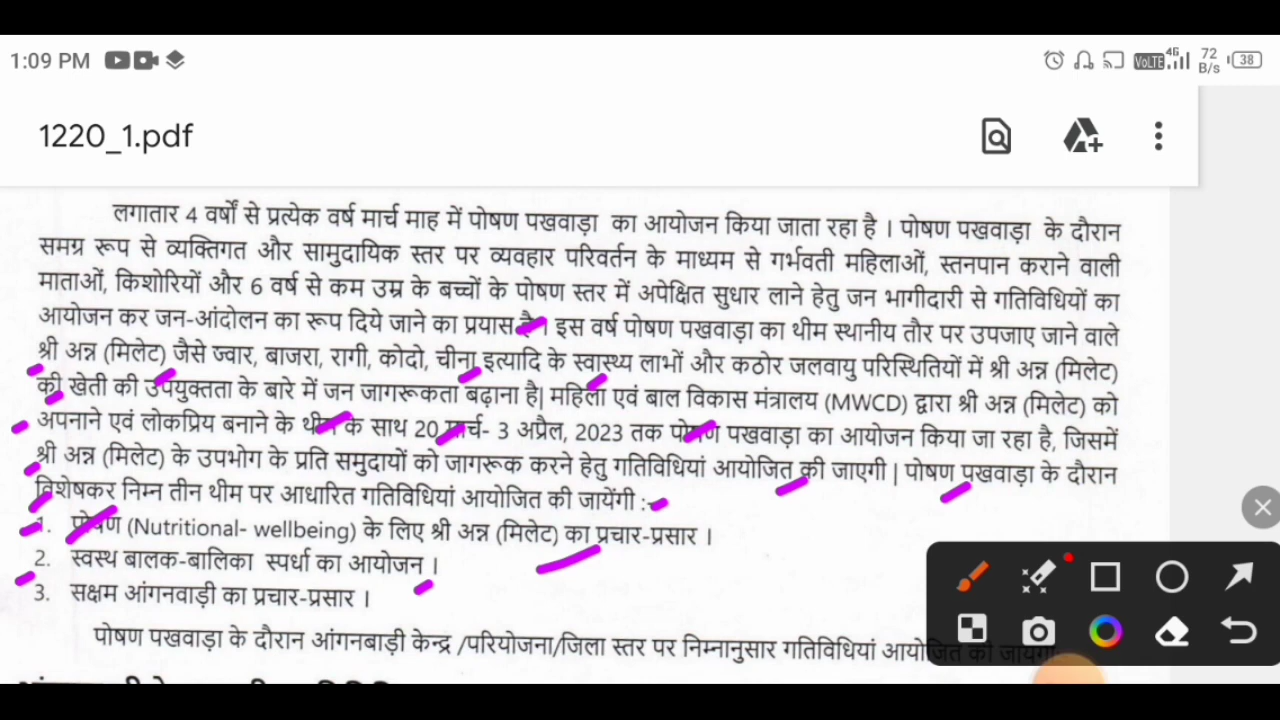 1:09 PM
VoLTE 4G 72 B/s 38
1220_1.pdf
लगातार 4 वर्षों से प्रत्येक वर्ष मार्च माह में पोषण पखवाड़ा का आयोजन किया जाता रहा है । पोषण पखवाड़ा के दौरान
समग्र रूप से व्यक्तिगत और सामुदायिक स्तर पर व्यवहार परिवर्तन के माध्यम से गर्भवती महिलाओं, स्तनपान कराने वाली
माताओं, किशोरियों और 6 वर्ष से कम उम्र के बच्चों के पोषण स्तर में अपेक्षित सुधार लाने हेतु जन भागीदारी से गतिविधियों का
आयोजन कर जन-आंदोलन का रूप दिये जाने का प्रयास है । इस वर्ष पोषण पखवाड़ा का थीम स्थानीय तौर पर उपजाए जाने वाले
श्री अन्न (मिलेट) जैसे ज्वार, बाजरा, रागी, कोदो, चीना इत्यादि के स्वास्थ्य लाभों और कठोर जलवायु परिस्थितियों में श्री अन्न (मिलेट)
की खेती की उपयुक्तता के बारे में जन जागरूकता बढ़ाना है| महिला एवं बाल विकास मंत्रालय (MWCD) द्वारा श्री अन्न (मिलेट) को
अपनाने एवं लोकप्रिय बनाने के थीम के साथ 20 मार्च- 3 अप्रैल, 2023 तक पोषण पखवाड़ा का आयोजन किया जा रहा है, जिसमें
श्री अन्न (मिलेट) के उपभोग के प्रति समुदायों को जागरूक करने हेतु गतिविधियां आयोजित की जाएगी | पोषण पखवाड़ा के दौरान
विशेषकर निम्न तीन थीम पर आधारित गतिविधियां आयोजित की जायेंगी :-
1. पोषण (Nutritional- wellbeing) के लिए श्री अन्न (मिलेट) का प्रचार-प्रसार ।
2. स्वस्थ बालक-बालिका स्पर्धा का आयोजन ।
3. सक्षम आंगनवाड़ी का प्रचार-प्रसार ।
पोषण पखवाड़ा के दौरान आंगनबाड़ी केन्द्र /परियोजना/जिला स्तर पर निम्नानुसार गतिविधियां आयोजित की जायेगी